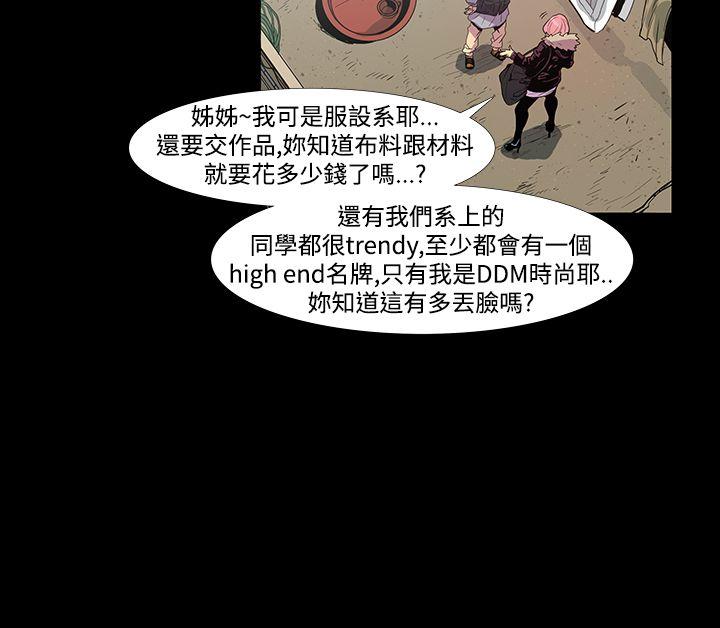 姊姊~我可是服設系耶...
還要交作品,妳知道布料跟材料
就要花多少錢了嗎...?
還有我們系上的
同學都很trendy,至少都會有一個
high end名牌,只有我是DDM時尚耶..
妳知道這有多丟臉嗎?